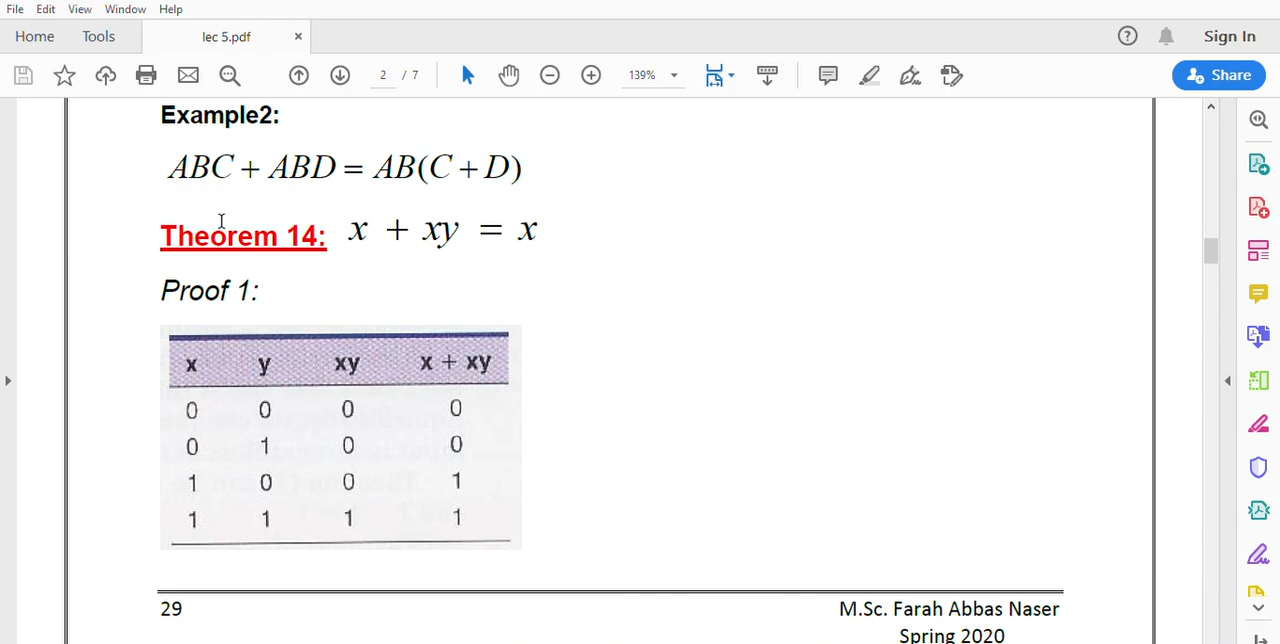 File Edit View Window Help
Home Tools lec 5.pdf × Sign In
2 / 7 139% Share
Example2:
ABC + ABD = AB(C + D)
Theorem 14: x + xy = x
Proof 1:
x y xy x + xy
0 0 0 0
0 1 0 0
1 0 0 1
1 1 1 1
29 M.Sc. Farah Abbas Naser
Spring 2020